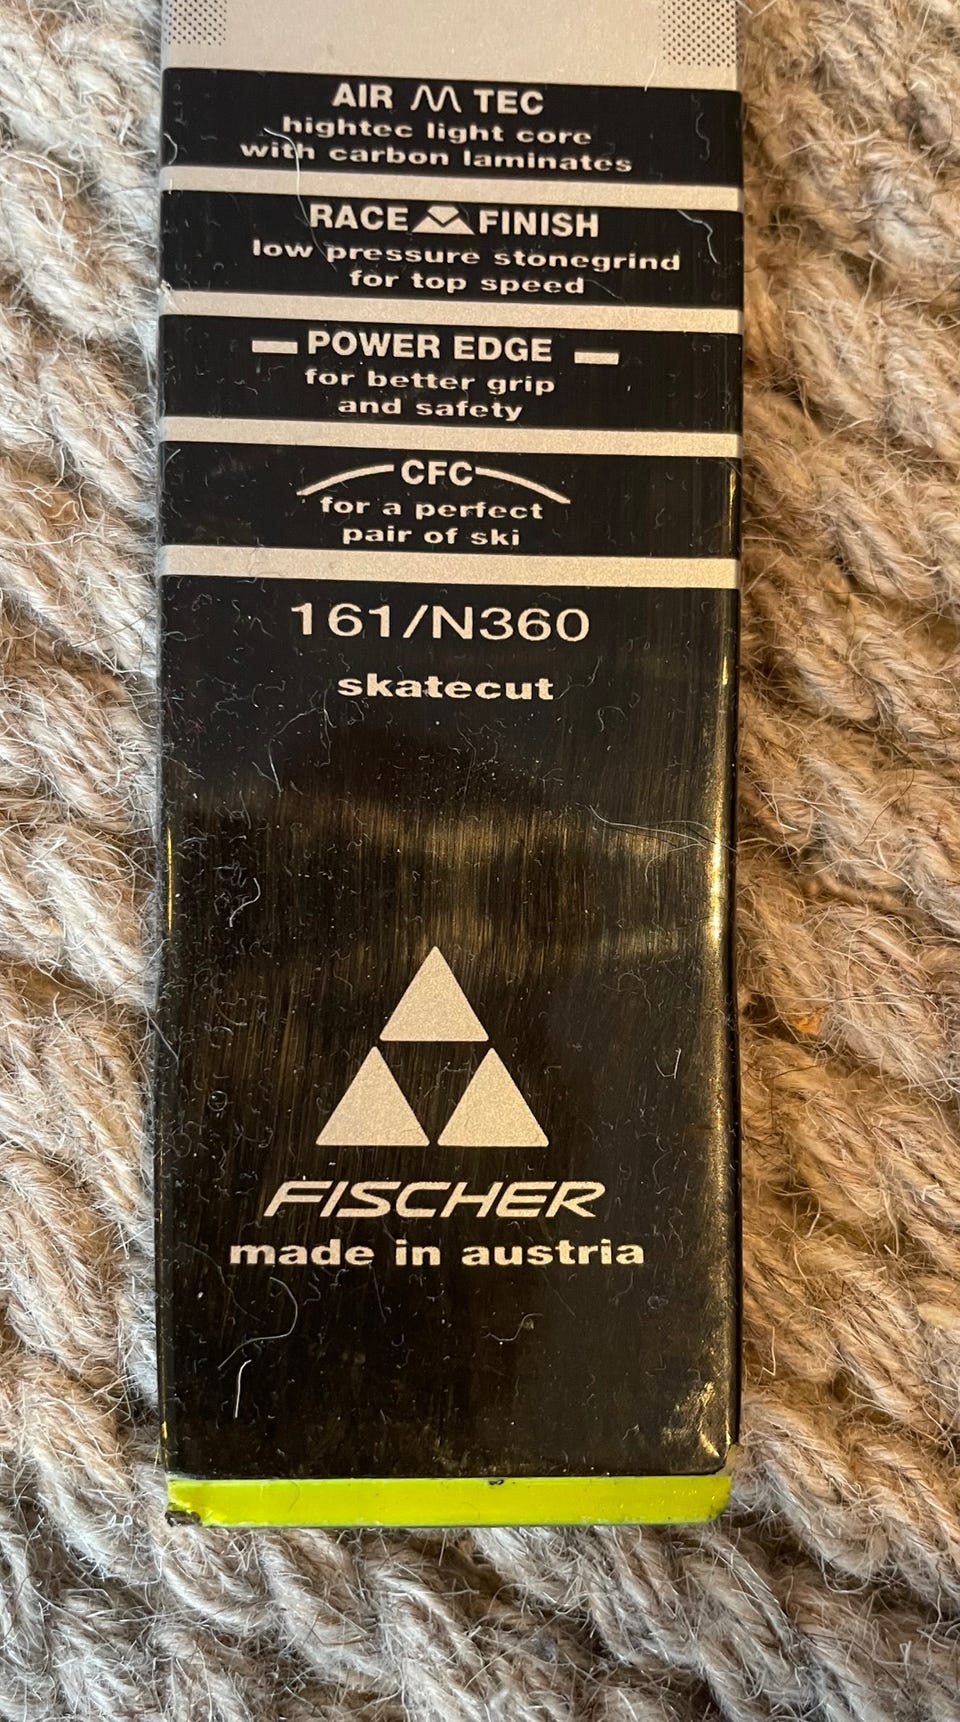 AIR TEC
hightec light core
with carbon laminates
RACE FINISH
low pressure stonegrind
for top speed
POWER EDGE
for better grip
and safety
CFC
for a perfect
pair of ski
161/N360
skatecut
FISCHER
made in austria